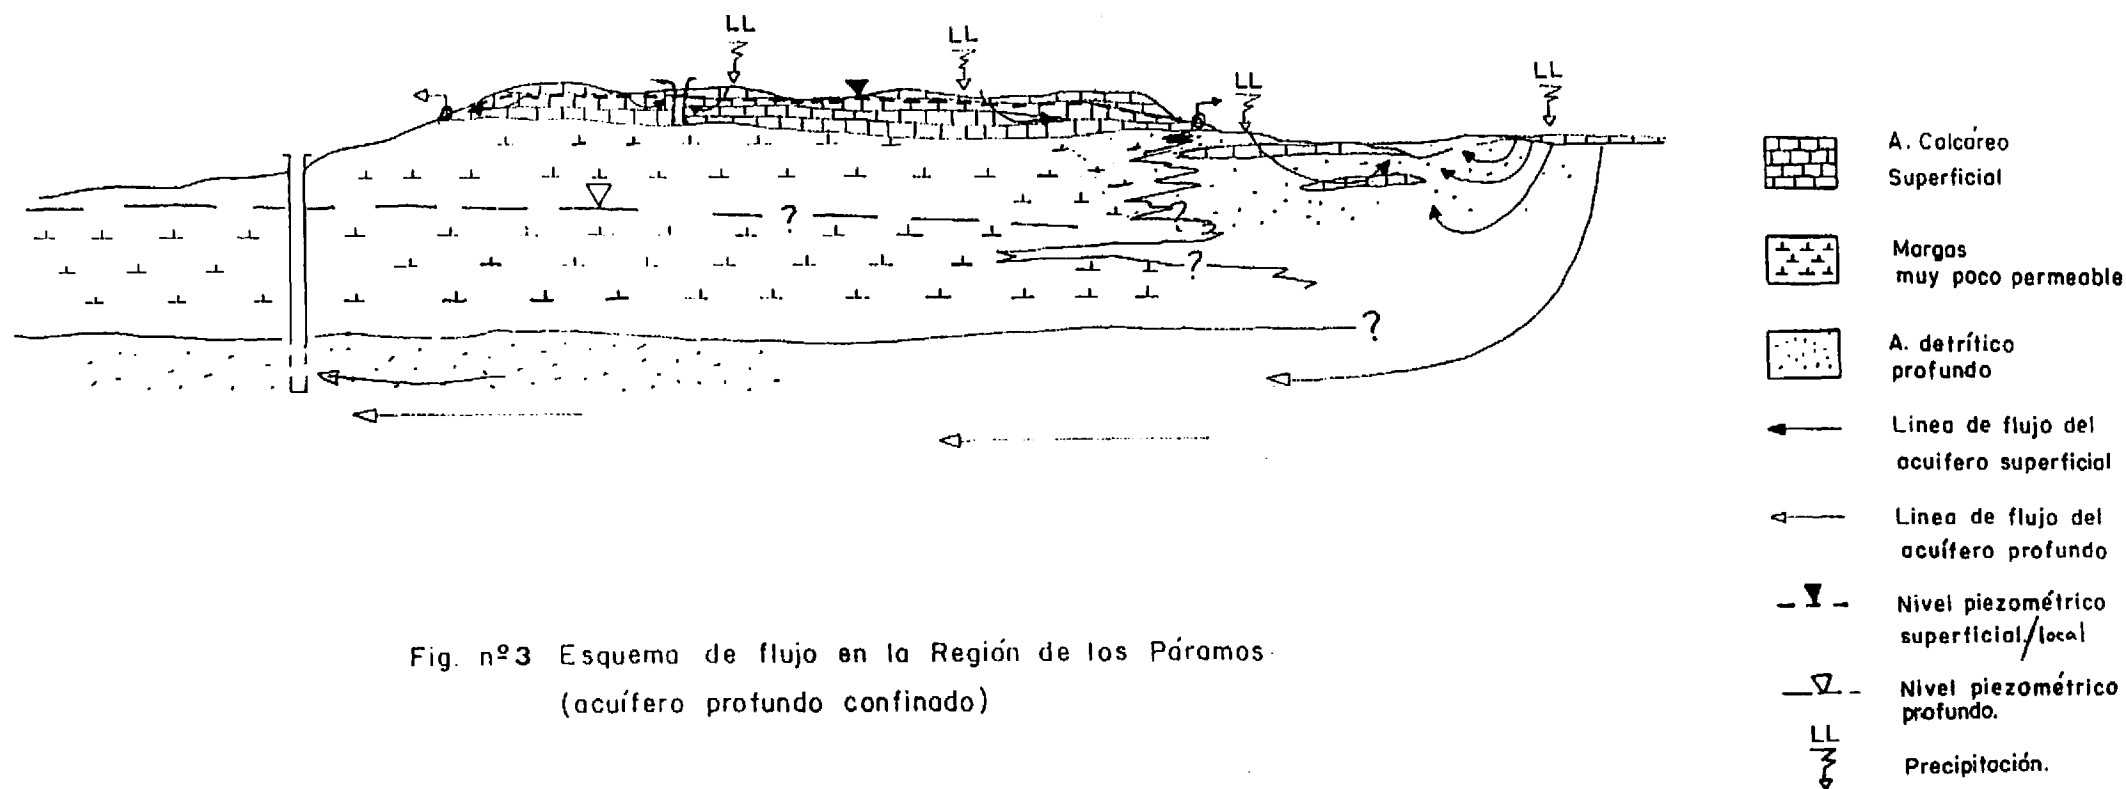 LL
LL
LL
LL
?
?
?
?
A. Calcáreo
Superficial
Margas
muy poco permeable
A. detrítico
profundo
Linea de flujo del
acuifero superficial
Linea de flujo del
acuífero profundo
Nivel piezométrico
superficial/local
Nivel piezométrico
profundo.
LL
Precipitación.
Fig. nº3 Esquema de flujo en la Región de los Páramos
(acuífero profundo confinado)